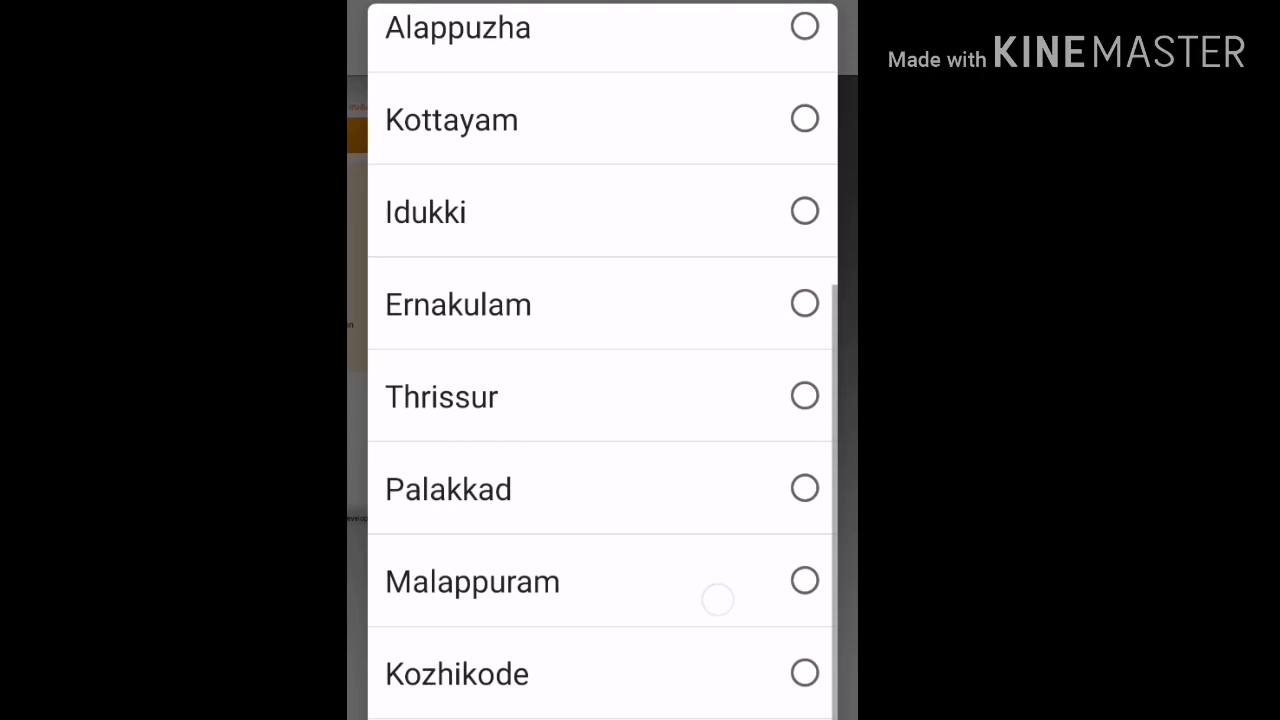 Alappuzha
Made with KINEMASTER
Kottayam
Idukki
Ernakulam
Thrissur
Palakkad
Malappuram
Kozhikode